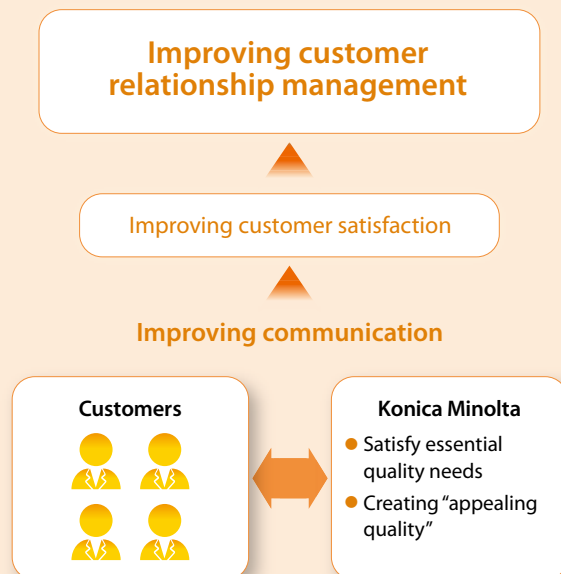 Improving customer
relationship management
Improving customer satisfaction
Improving communication
Customers
Konica Minolta
● Satisfy essential
quality needs
● Creating “appealing
quality”